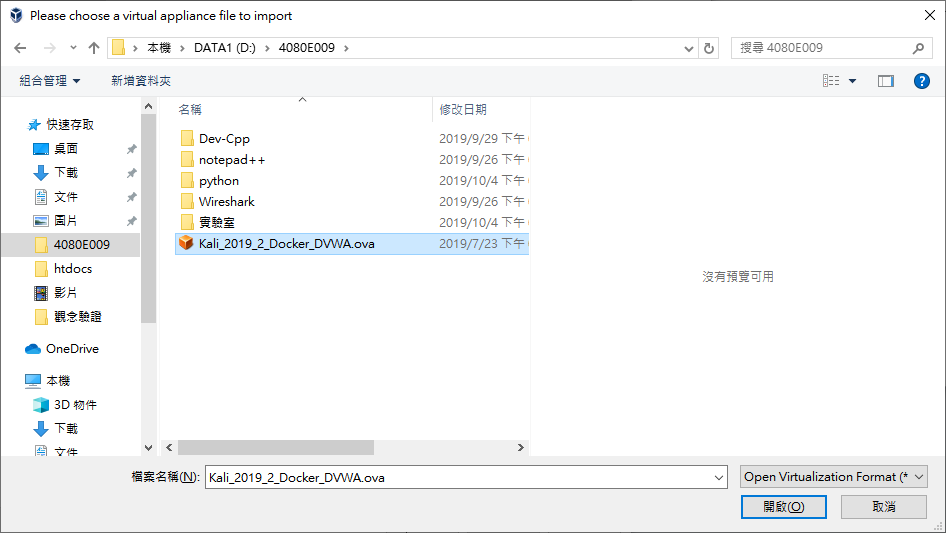 Please choose a virtual appliance file to import
本機 DATA1 (D:) 4080E009
搜尋 4080E009
組合管理 新增資料夾
名稱 修改日期
快速存取
桌面
下載
文件
圖片
4080E009
htdocs
影片
觀念驗證
OneDrive
本機
3D 物件
下載
文件
Dev-Cpp 2019/9/29 下午
notepad++ 2019/9/26 下午
python 2019/10/4 下午
Wireshark 2019/9/26 下午
實驗室 2019/10/4 下午
Kali_2019_2_Docker_DVWA.ova 2019/7/23 下午
沒有預覽可用
檔案名稱(N): Kali_2019_2_Docker_DVWA.ova Open Virtualization Format (*
開啟(O) 取消